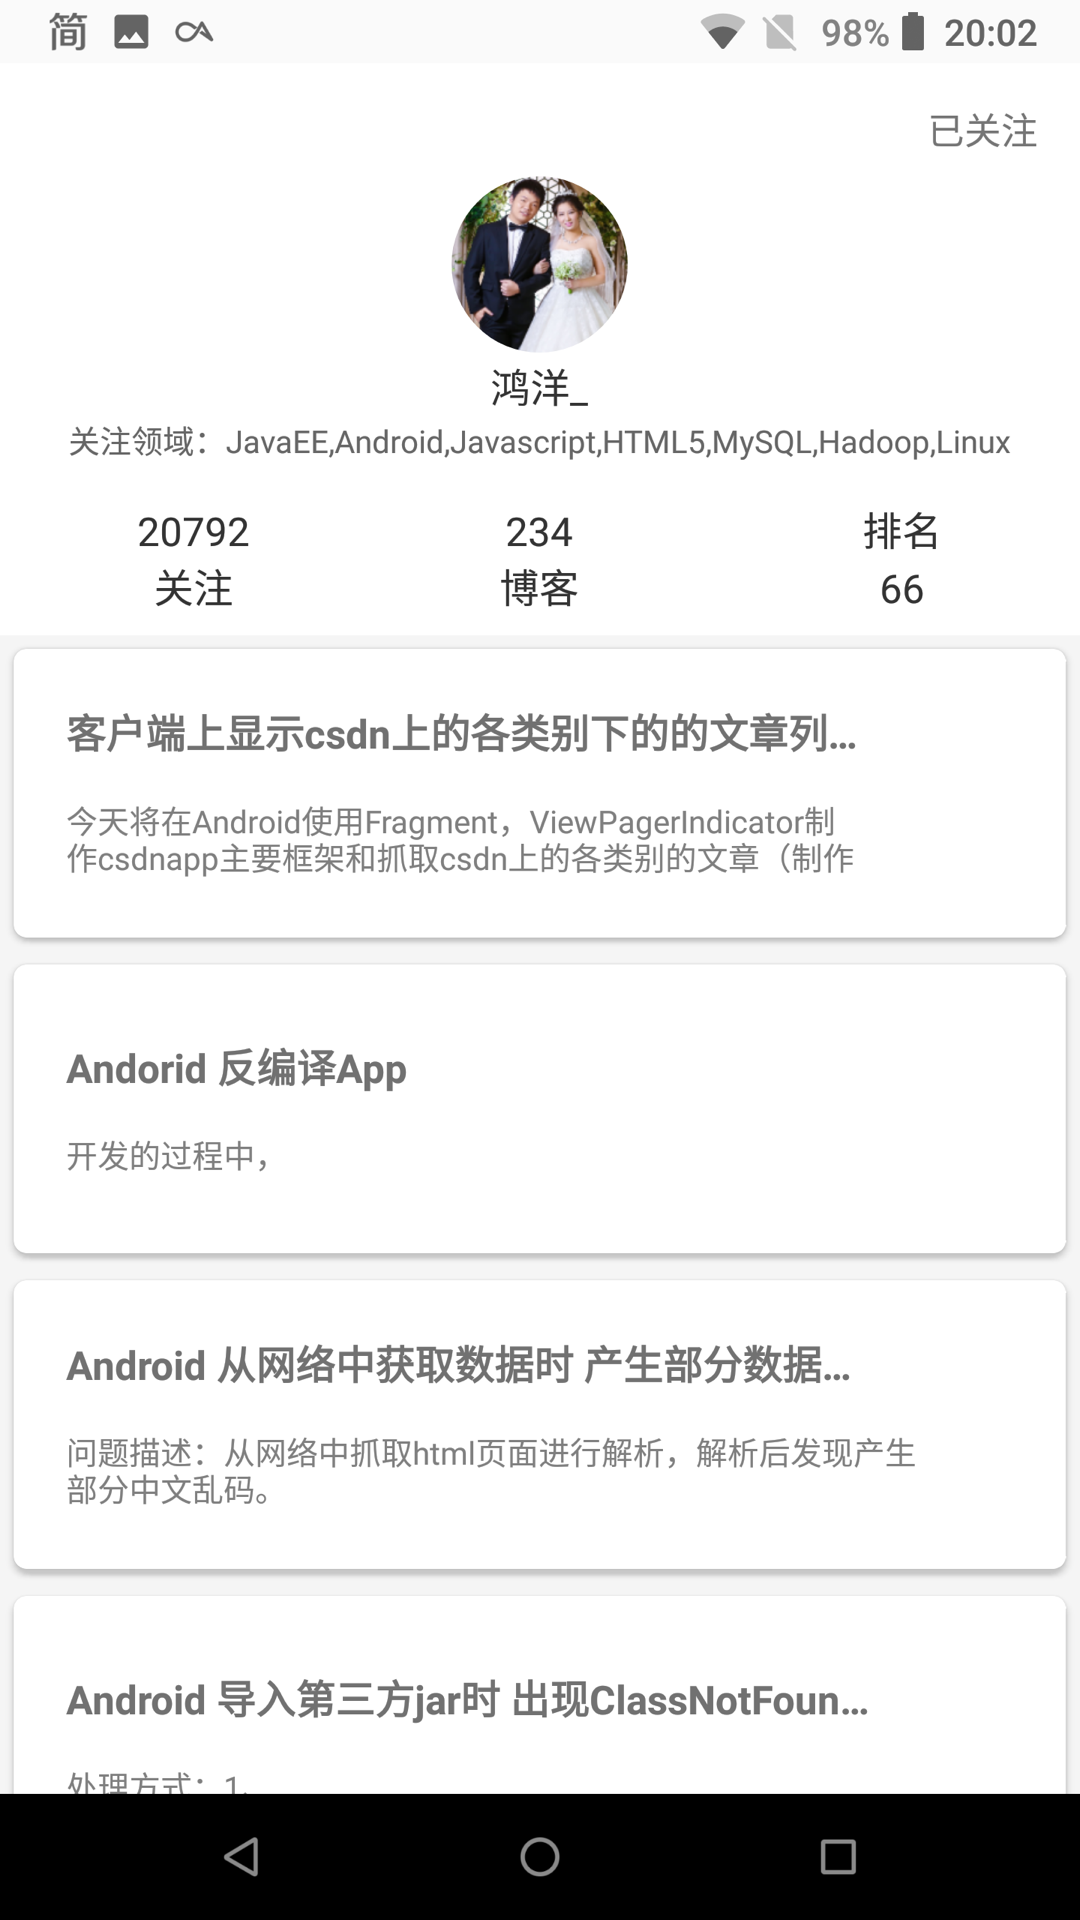 简 98% 20:02
已关注
鸿洋_
关注领域：JavaEE,Android,Javascript,HTML5,MySQL,Hadoop,Linux
20792 234 排名
关注 博客 66
客户端上显示csdn上的各类别下的的文章列...
今天将在Android使用Fragment，ViewPagerIndicator制
作csdnapp主要框架和抓取csdn上的各类别的文章（制作
Andorid 反编译App
开发的过程中，
Android 从网络中获取数据时 产生部分数据...
问题描述：从网络中抓取html页面进行解析，解析后发现产生
部分中文乱码。
Android 导入第三方jar时 出现ClassNotFoun...
处理方式：1.